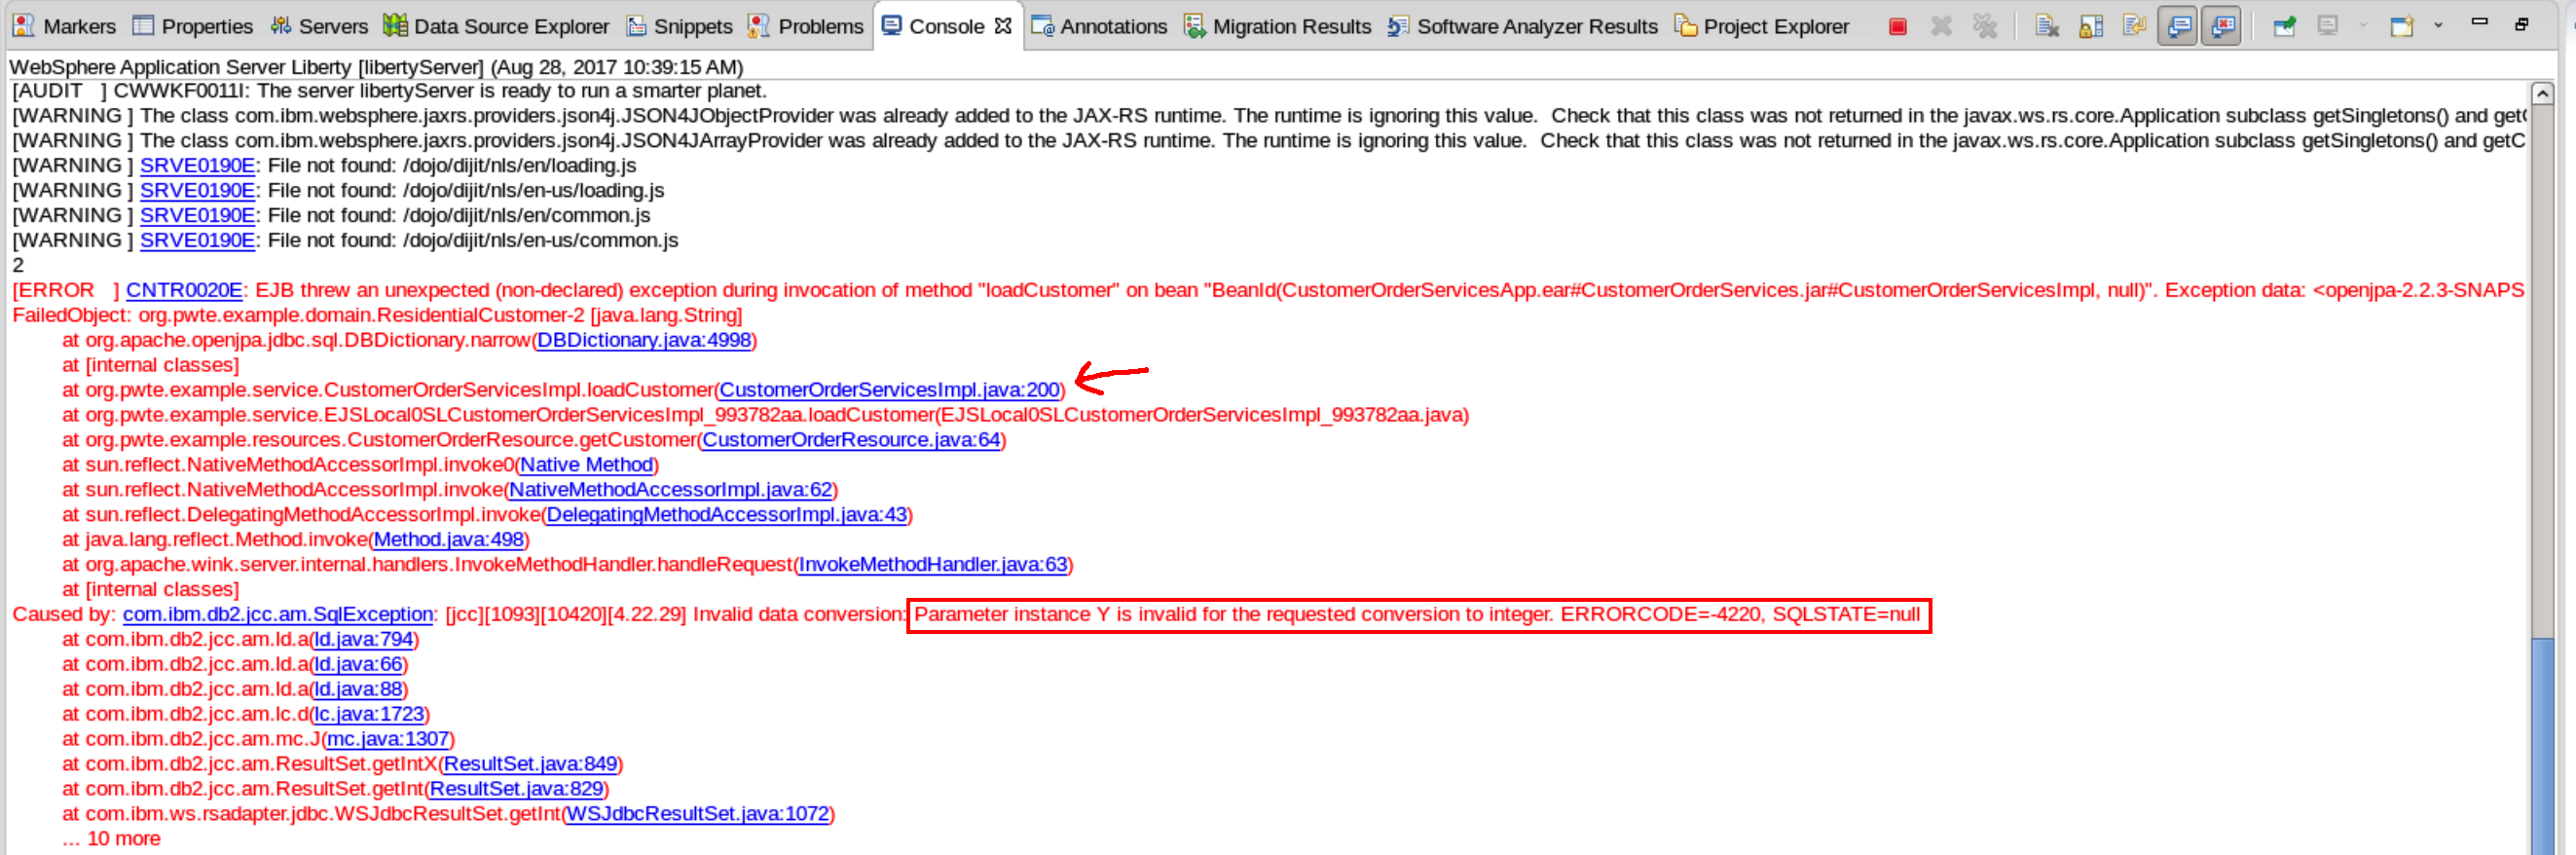 Markers Properties Servers Data Source Explorer Snippets Problems Console Annotations Migration Results Software Analyzer Results Project Explorer
WebSphere Application Server Liberty [libertyServer] (Aug 28, 2017 10:39:15 AM)
[AUDIT   ] CWWKF0011I: The server libertyServer is ready to run a smarter planet.
[WARNING ] The class com.ibm.websphere.jaxrs.providers.json4j.JSON4JObjectProvider was already added to the JAX-RS runtime. The runtime is ignoring this value.  Check that this class was not returned in the javax.ws.rs.core.Application subclass getSingletons() and get
[WARNING ] The class com.ibm.websphere.jaxrs.providers.json4j.JSON4JArrayProvider was already added to the JAX-RS runtime. The runtime is ignoring this value.  Check that this class was not returned in the javax.ws.rs.core.Application subclass getSingletons() and getC
[WARNING ] SRVE0190E: File not found: /dojo/dijit/nls/en/loading.js
[WARNING ] SRVE0190E: File not found: /dojo/dijit/nls/en-us/loading.js
[WARNING ] SRVE0190E: File not found: /dojo/dijit/nls/en/common.js
[WARNING ] SRVE0190E: File not found: /dojo/dijit/nls/en-us/common.js
2
[ERROR   ] CNTR0020E: EJB threw an unexpected (non-declared) exception during invocation of method "loadCustomer" on bean "BeanId(CustomerOrderServicesApp.ear#CustomerOrderServices.jar#CustomerOrderServicesImpl, null)". Exception data: <openjpa-2.2.3-SNAPS
FailedObject: org.pwte.example.domain.ResidentialCustomer-2 [java.lang.String]
at org.apache.openjpa.jdbc.sql.DBDictionary.narrow(DBDictionary.java:4998)
at [internal classes]
at org.pwte.example.service.CustomerOrderServicesImpl.loadCustomer(CustomerOrderServicesImpl.java:200)
at org.pwte.example.service.EJSLocal0SLCustomerOrderServicesImpl_993782aa.loadCustomer(EJSLocal0SLCustomerOrderServicesImpl_993782aa.java)
at org.pwte.example.resources.CustomerOrderResource.getCustomer(CustomerOrderResource.java:64)
at sun.reflect.NativeMethodAccessorImpl.invoke0(Native Method)
at sun.reflect.NativeMethodAccessorImpl.invoke(NativeMethodAccessorImpl.java:62)
at sun.reflect.DelegatingMethodAccessorImpl.invoke(DelegatingMethodAccessorImpl.java:43)
at java.lang.reflect.Method.invoke(Method.java:498)
at org.apache.wink.server.internal.handlers.InvokeMethodHandler.handleRequest(InvokeMethodHandler.java:63)
at [internal classes]
Caused by: com.ibm.db2.jcc.am.SqlException: [jcc][1093][10420][4.22.29] Invalid data conversion: Parameter instance Y is invalid for the requested conversion to integer. ERRORCODE=-4220, SQLSTATE=null
at com.ibm.db2.jcc.am.ld.a(ld.java:794)
at com.ibm.db2.jcc.am.ld.a(ld.java:66)
at com.ibm.db2.jcc.am.ld.a(ld.java:88)
at com.ibm.db2.jcc.am.lc.d(lc.java:1723)
at com.ibm.db2.jcc.am.mc.J(mc.java:1307)
at com.ibm.db2.jcc.am.ResultSet.getIntX(ResultSet.java:849)
at com.ibm.db2.jcc.am.ResultSet.getInt(ResultSet.java:829)
at com.ibm.ws.rsadapter.jdbc.WSJdbcResultSet.getInt(WSJdbcResultSet.java:1072)
... 10 more